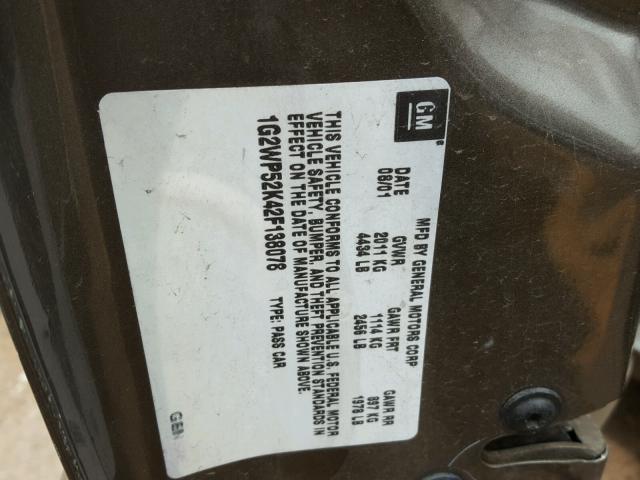 GM
MFD BY GENERAL MOTORS CORP
DATE GVWR GAWR FRT GAWR RR
08/01 2011 KG 1114 KG 897 KG
4434 LB 2456 LB 1978 LB
THIS VEHICLE CONFORMS TO ALL APPLICABLE U.S. FEDERAL MOTOR
VEHICLE SAFETY, BUMPER, AND THEFT PREVENTION STANDARDS IN
EFFECT ON THE DATE OF MANUFACTURE SHOWN ABOVE.
1G2WP52K42F138078 TYPE: PASS CAR
GEN